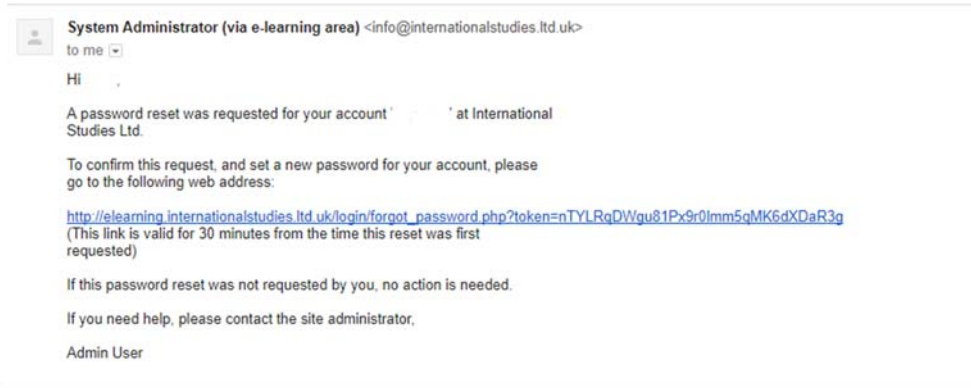 System Administrator (via e-learning area) <info@internationalstudies.ltd.uk>
to me
Hi ,
A password reset was requested for your account ' ' at International
Studies Ltd.
To confirm this request, and set a new password for your account, please
go to the following web address:
http://elearning.internationalstudies.ltd.uk/login/forgot_password.php?token=nTYLRqDWgu81Px9r0Imm5qMK6dXDaR3g
(This link is valid for 30 minutes from the time this reset was first
requested)
If this password reset was not requested by you, no action is needed.
If you need help, please contact the site administrator,
Admin User